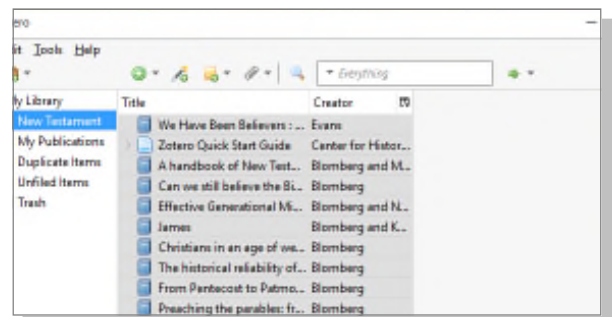 ero
it Tools Help
Everything
y Library
Title Creator
New Testament
We Have Been Believers : ... Evans
My Publications
Zotero Quick Start Guide Center for Histor...
Duplicate Items
A handbook of New Test... Blomberg and M...
Unfiled Items
Can we still believe the Bi... Blomberg
Trash
Effective Generational Mi... Blomberg and N...
James Blomberg and K...
Christians in an age of we... Blomberg
The historical reliability of... Blomberg
From Pentecost to Patmo... Blomberg
Preaching the parables: fr... Blomberg